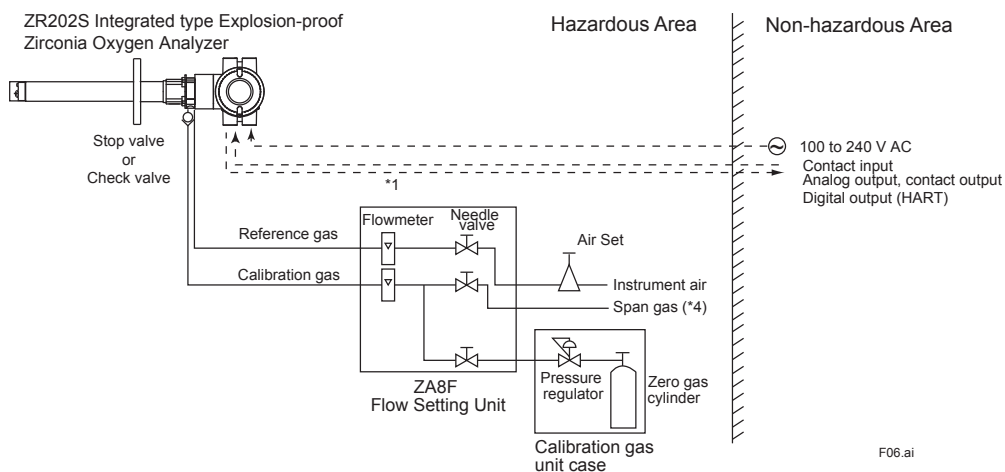 ZR202S Integrated type Explosion-proof
Zirconia Oxygen Analyzer
Hazardous Area
Non-hazardous Area
Stop valve
or
Check valve
100 to 240 V AC
Contact input
Analog output, contact output
Digital output (HART)
*1
Flowmeter
Needle
valve
Air Set
Reference gas
Calibration gas
Instrument air
Span gas (*4)
ZA8F
Flow Setting Unit
Pressure
regulator
Zero gas
cylinder
Calibration gas
unit case
F06.ai